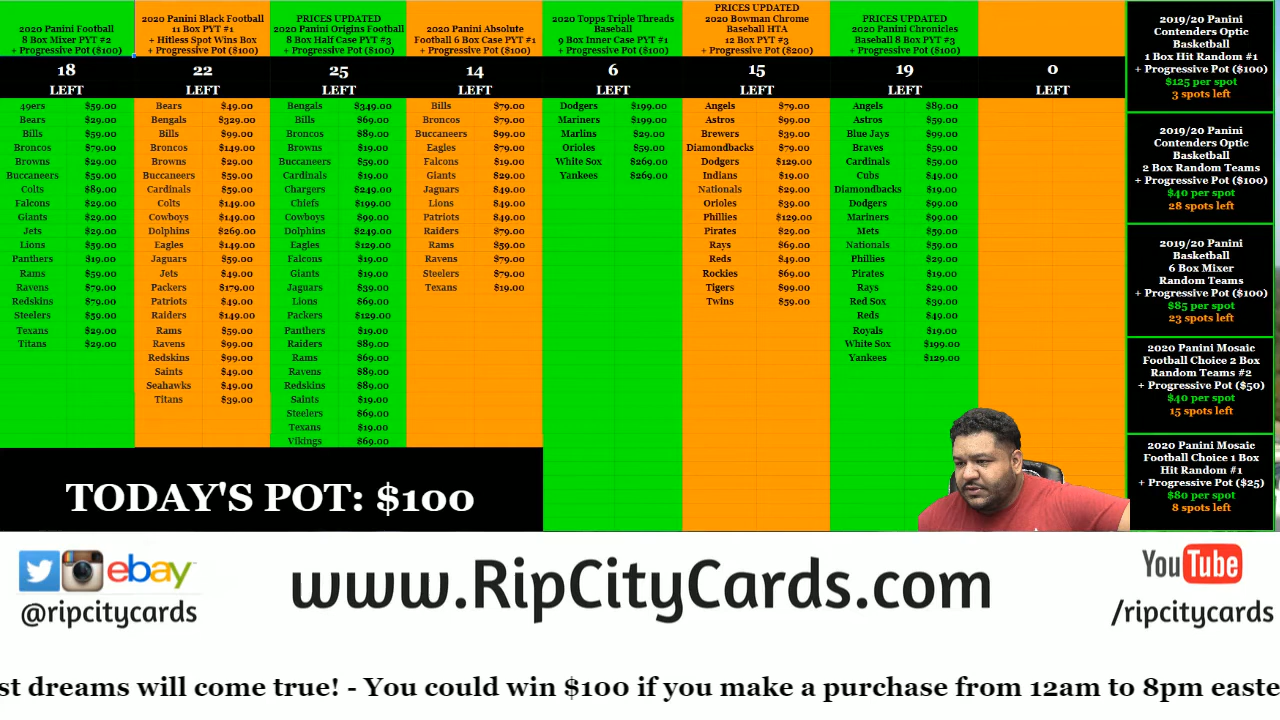 2020 Panini Football
8 Box Mixer PYT #2
+ Progressive Pot ($100)
18
LEFT
49ers $59.00
Bears $29.00
Bills $59.00
Broncos $79.00
Browns $29.00
Buccaneers $59.00
Colts $89.00
Falcons $29.00
Giants $29.00
Jets $29.00
Lions $59.00
Panthers $19.00
Rams $59.00
Ravens $79.00
Redskins $79.00
Steelers $59.00
Texans $29.00
Titans $29.00
2020 Panini Black Football
11 Box PYT #1
+ Hitless Spot Wins Box
+ Progressive Pot ($100)
22
LEFT
Bears $49.00
Bengals $329.00
Bills $99.00
Broncos $149.00
Browns $29.00
Buccaneers $59.00
Cardinals $59.00
Colts $149.00
Cowboys $149.00
Dolphins $269.00
Eagles $149.00
Jaguars $59.00
Jets $49.00
Packers $179.00
Patriots $49.00
Raiders $149.00
Rams $59.00
Ravens $99.00
Redskins $99.00
Saints $49.00
Seahawks $49.00
Titans $39.00
PRICES UPDATED
2020 Panini Origins Football
8 Box Half Case PYT #3
+ Progressive Pot ($100)
25
LEFT
Bengals $349.00
Bills $69.00
Broncos $89.00
Browns $19.00
Buccaneers $59.00
Cardinals $19.00
Chargers $249.00
Chiefs $199.00
Cowboys $99.00
Dolphins $249.00
Eagles $129.00
Falcons $19.00
Giants $19.00
Jaguars $39.00
Lions $69.00
Packers $129.00
Panthers $19.00
Raiders $89.00
Rams $69.00
Ravens $89.00
Redskins $89.00
Saints $19.00
Steelers $69.00
Texans $19.00
Vikings $69.00
2020 Panini Absolute
Football 6 Box Case PYT #1
+ Progressive Pot ($100)
14
LEFT
Bills $79.00
Broncos $79.00
Buccaneers $99.00
Eagles $79.00
Falcons $19.00
Giants $29.00
Jaguars $49.00
Lions $49.00
Patriots $49.00
Raiders $79.00
Rams $59.00
Ravens $79.00
Steelers $79.00
Texans $19.00
2020 Topps Triple Threads
Baseball
9 Box Inner Case PYT #1
+ Progressive Pot ($100)
6
LEFT
Dodgers $199.00
Mariners $199.00
Marlins $29.00
Orioles $59.00
White Sox $269.00
Yankees $269.00
PRICES UPDATED
2020 Bowman Chrome
Baseball HTA
12 Box PYT #3
+ Progressive Pot ($200)
15
LEFT
Angels $79.00
Astros $99.00
Brewers $39.00
Diamondbacks $79.00
Dodgers $129.00
Indians $19.00
Nationals $29.00
Orioles $39.00
Phillies $129.00
Pirates $29.00
Rays $69.00
Reds $49.00
Rockies $69.00
Tigers $99.00
Twins $59.00
PRICES UPDATED
2020 Panini Chronicles
Baseball 8 Box PYT #3
+ Progressive Pot ($100)
19
LEFT
Angels $89.00
Astros $59.00
Blue Jays $99.00
Braves $59.00
Cardinals $59.00
Cubs $49.00
Diamondbacks $19.00
Dodgers $99.00
Mariners $99.00
Mets $59.00
Nationals $59.00
Phillies $29.00
Pirates $19.00
Rays $29.00
Red Sox $39.00
Reds $49.00
Royals $19.00
White Sox $199.00
Yankees $129.00
0
LEFT
2019/20 Panini
Contenders Optic
Basketball
1 Box Hit Random #1
+ Progressive Pot ($100)
$125 per spot
3 spots left
2019/20 Panini
Contenders Optic
Basketball
2 Box Random Teams
+ Progressive Pot ($100)
$40 per spot
28 spots left
2019/20 Panini
Basketball
6 Box Mixer
Random Teams
+ Progressive Pot ($100)
$85 per spot
23 spots left
2020 Panini Mosaic
Football Choice 2 Box
Random Teams #2
+ Progressive Pot ($50)
$40 per spot
15 spots left
2020 Panini Mosaic
Football Choice 1 Box
Hit Random #1
+ Progressive Pot ($25)
$80 per spot
8 spots left
TODAY'S POT: $100
ebay
@ripcitycards
www.RipCityCards.com
YouTube
/ripcitycards
st dreams will come true! - You could win $100 if you make a purchase from 12am to 8pm easte